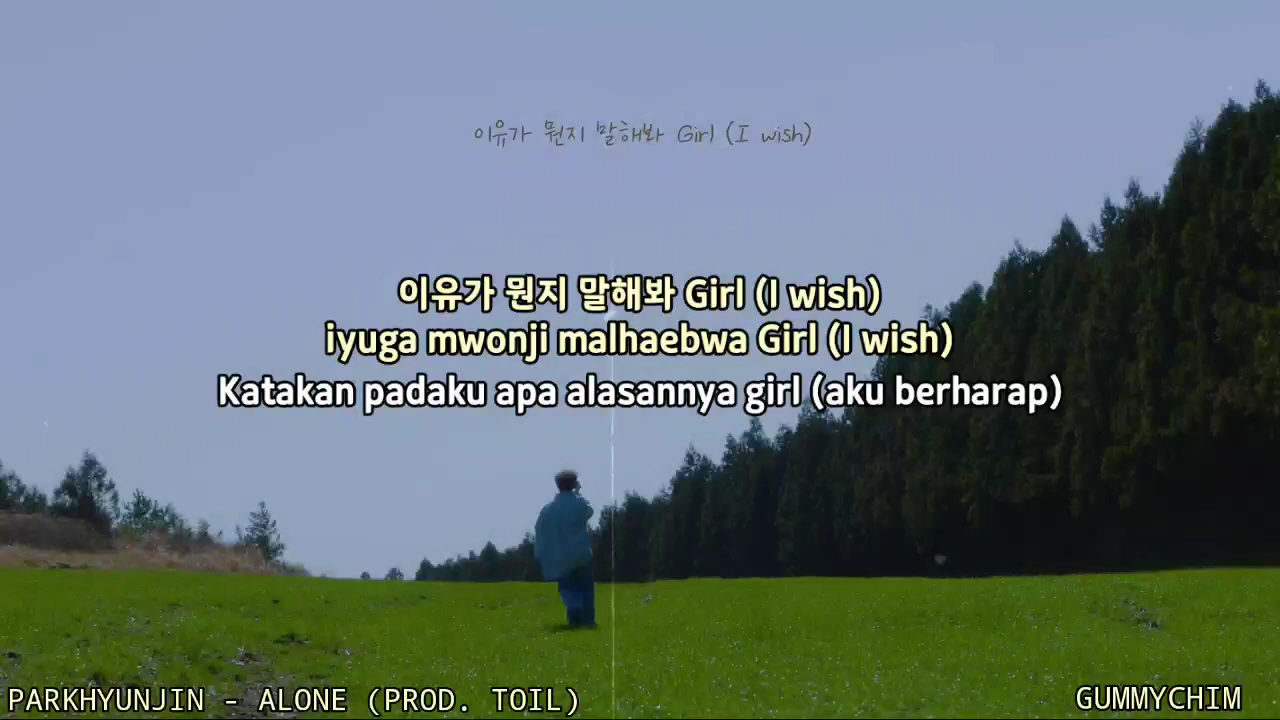 이유가 뭔지 말해봐 Girl (I wish)
이유가 뭔지 말해봐 Girl (I wish)
iyuga mwonji malhaebwa Girl (I wish)
Katakan padaku apa alasannya girl (aku berharap)
PARKHYUNJIN - ALONE (PROD. TOIL)
GUMMYCHIM